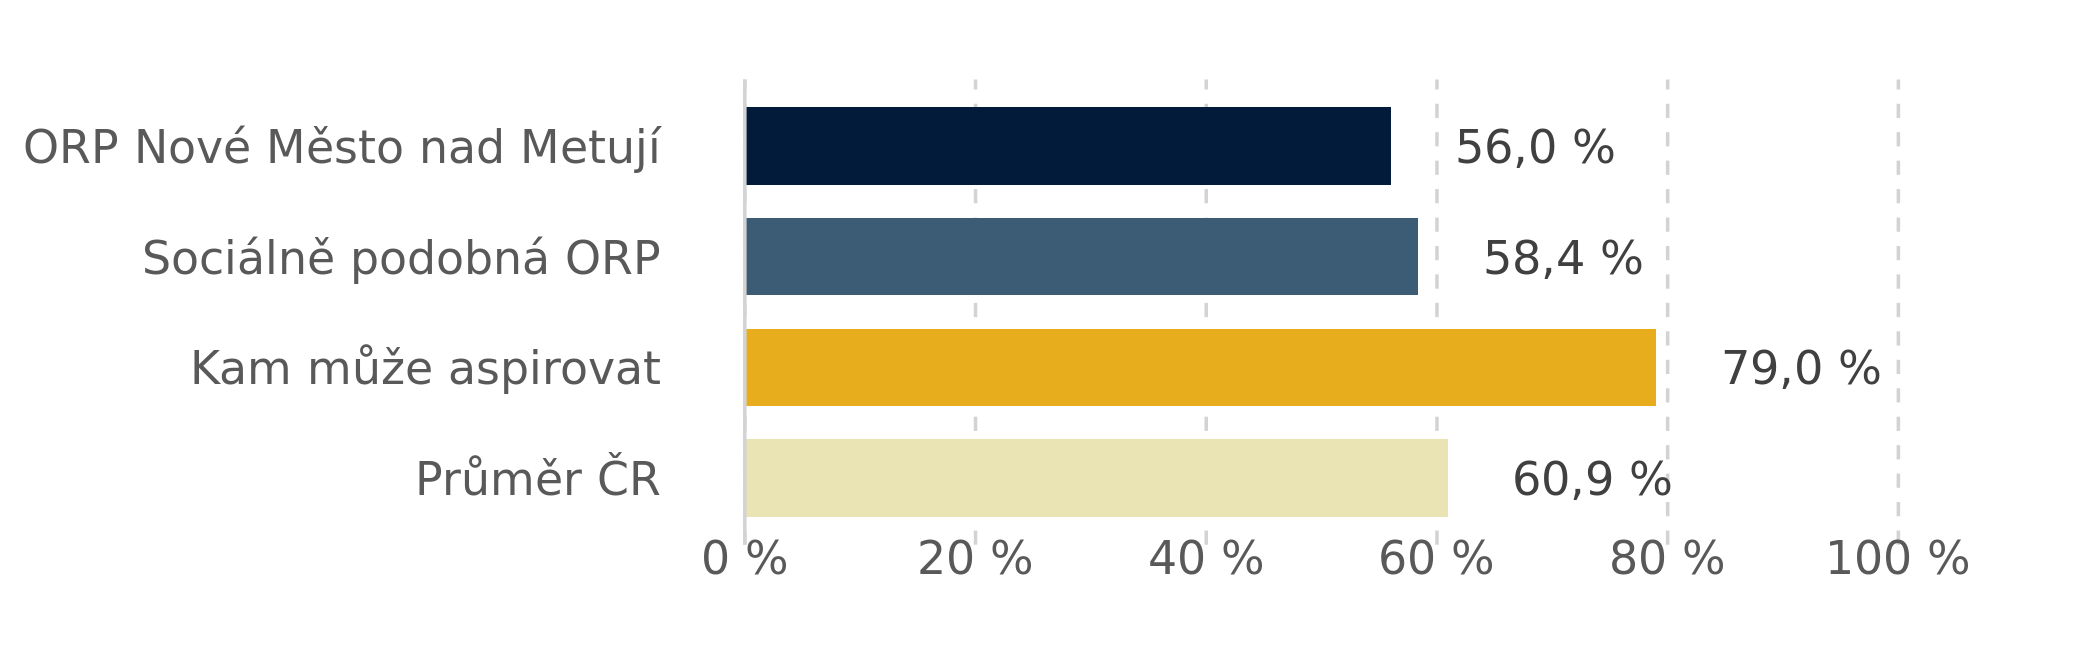 ORP Nové Město nad Metují 56,0 %
Sociálně podobná ORP 58,4 %
Kam může aspirovat 79,0 %
Průměr ČR 60,9 %
0 % 20 % 40 % 60 % 80 % 100 %